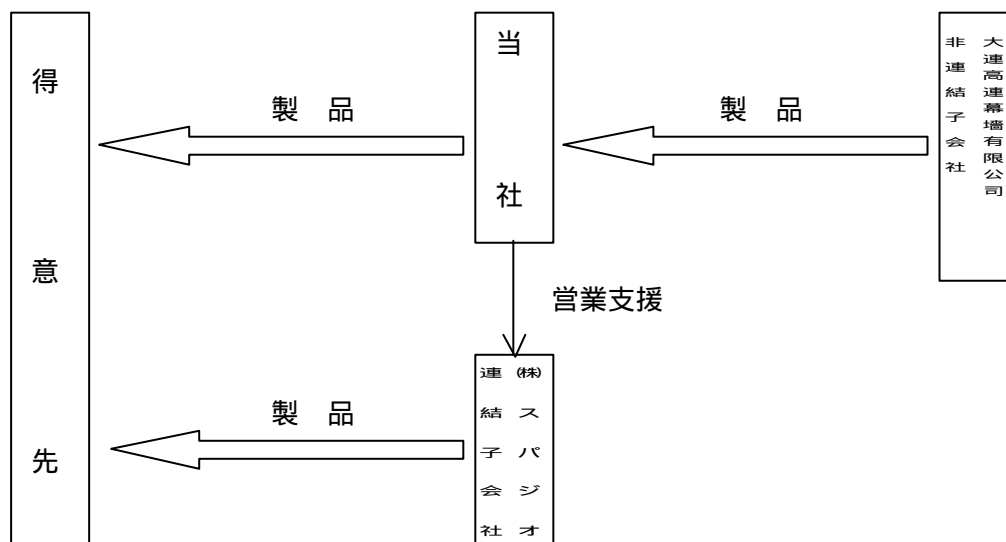 得意先
製 品
当社
製 品
大連高連幕墙有限公司
非連結子会社
営業支援
製 品
㈱スパジオ
連結子会社